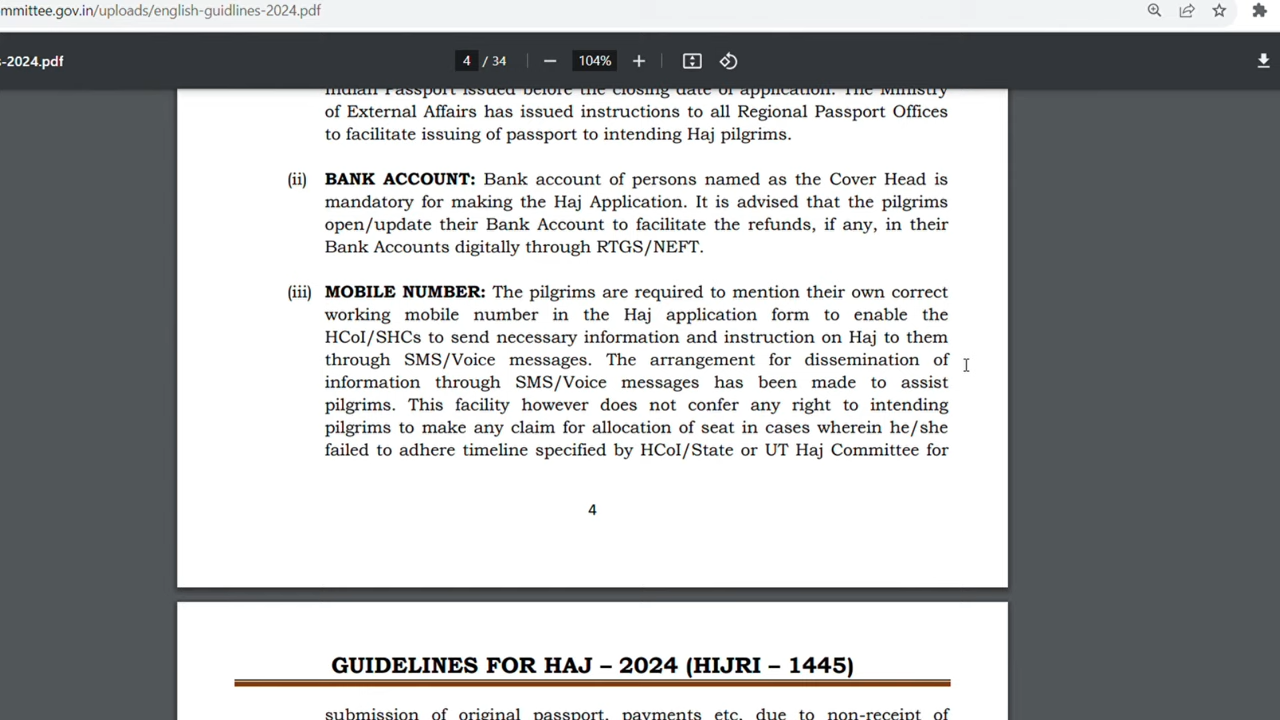 mmittee.gov.in/uploads/english-guidlines-2024.pdf
-2024.pdf
4 / 34
104%
Indian Passport issued before the closing date of application. The Ministry
of External Affairs has issued instructions to all Regional Passport Offices
to facilitate issuing of passport to intending Haj pilgrims.
(ii) BANK ACCOUNT: Bank account of persons named as the Cover Head is
mandatory for making the Haj Application. It is advised that the pilgrims
open/update their Bank Account to facilitate the refunds, if any, in their
Bank Accounts digitally through RTGS/NEFT.
(iii) MOBILE NUMBER: The pilgrims are required to mention their own correct
working mobile number in the Haj application form to enable the
HCoI/SHCs to send necessary information and instruction on Haj to them
through SMS/Voice messages. The arrangement for dissemination of
information through SMS/Voice messages has been made to assist
pilgrims. This facility however does not confer any right to intending
pilgrims to make any claim for allocation of seat in cases wherein he/she
failed to adhere timeline specified by HCoI/State or UT Haj Committee for
4
GUIDELINES FOR HAJ – 2024 (HIJRI – 1445)
submission of original passport, payments etc. due to non-receipt of